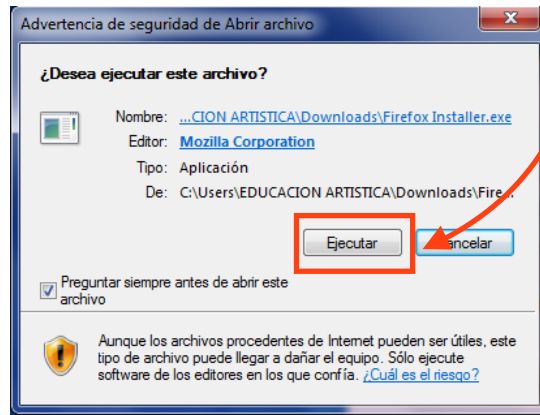 Advertencia de seguridad de Abrir archivo
¿Desea ejecutar este archivo?
Nombre: ...CION ARTISTICA\Downloads\Firefox Installer.exe
Editor: Mozilla Corporation
Tipo: Aplicación
De: C:\Users\EDUCACION ARTISTICA\Downloads\Fire...
Ejecutar Cancelar
Preguntar siempre antes de abrir este
archivo
Aunque los archivos procedentes de Internet pueden ser útiles, este
tipo de archivo puede llegar a dañar el equipo. Sólo ejecute
software de los editores en los que confía. ¿Cuál es el riesgo?